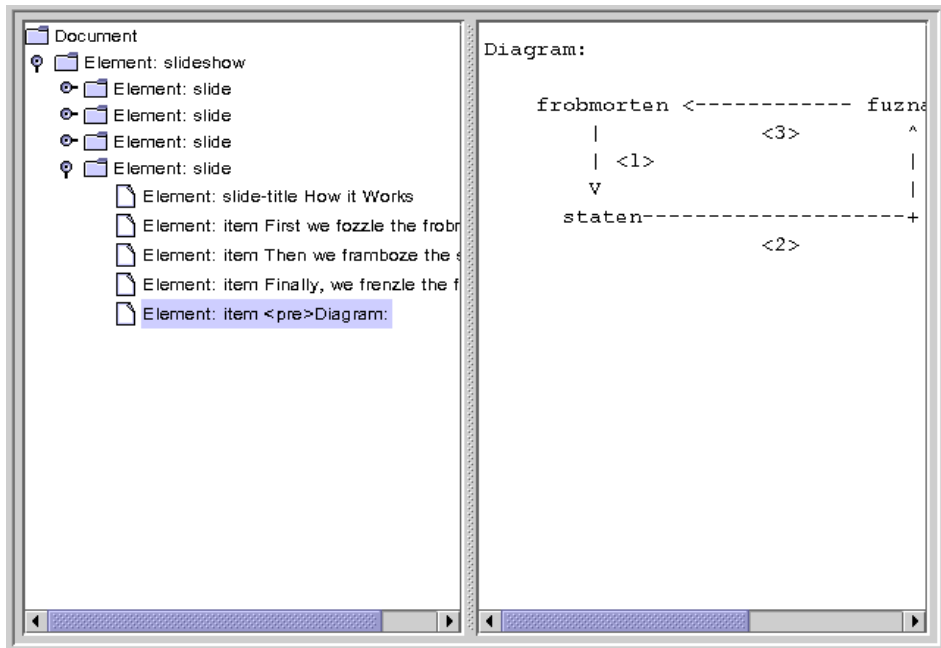 Document
Element: slideshow
Element: slide
Element: slide
Element: slide
Element: slide
Element: slide-title How it Works
Element: item First we fozzle the frobr
Element: item Then we framboze the s
Element: item Finally, we frenzle the f
Element: item <pre>Diagram:
Diagram:
frobmorten <------------ fuzna
| <3> ^
| <1> |
V |
staten--------------------+
<2>